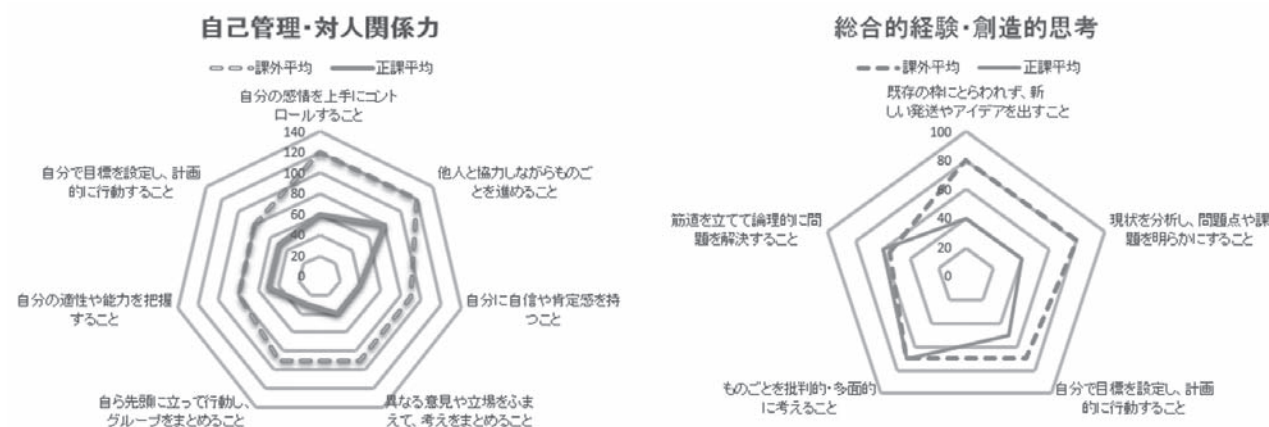 自己管理・対人関係力
課外平均 正課平均
自分の感情を上手にコント
ロールすること
140
120
100
80
60
40
20
0
他人と協力しながらものご
とを進めること
自分に自信や肯定感を持
つこと
異なる意見や立場をふま
えて、考えをまとめること
自ら先頭に立って行動し、
グループをまとめること
自分の適性や能力を把握
すること
自分で目標を設定し、計画
的に行動すること
総合的経験・創造的思考
課外平均 正課平均
既存の枠にとらわれず、新
しい発送やアイデアを出すこと
100
80
60
40
20
0
現状を分析し、問題点や課
題を明らかにすること
自分で目標を設定し、計画
的に行動すること
ものごとを批判的・多面的
に考えること
筋道を立てて論理的に問
題を解決すること